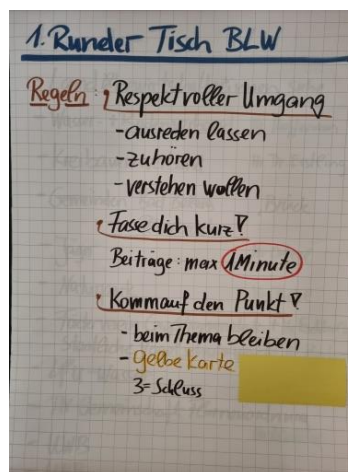 1. Runder Tisch BLW
Regeln: Respektvoller Umgang
-ausreden lassen
-zuhören
-verstehen wollen
Fasse dich kurz!
Beiträge: max 1 Minute
Komm auf den Punkt!
- beim Thema bleiben
- gelbe Karte
3 = Schluss